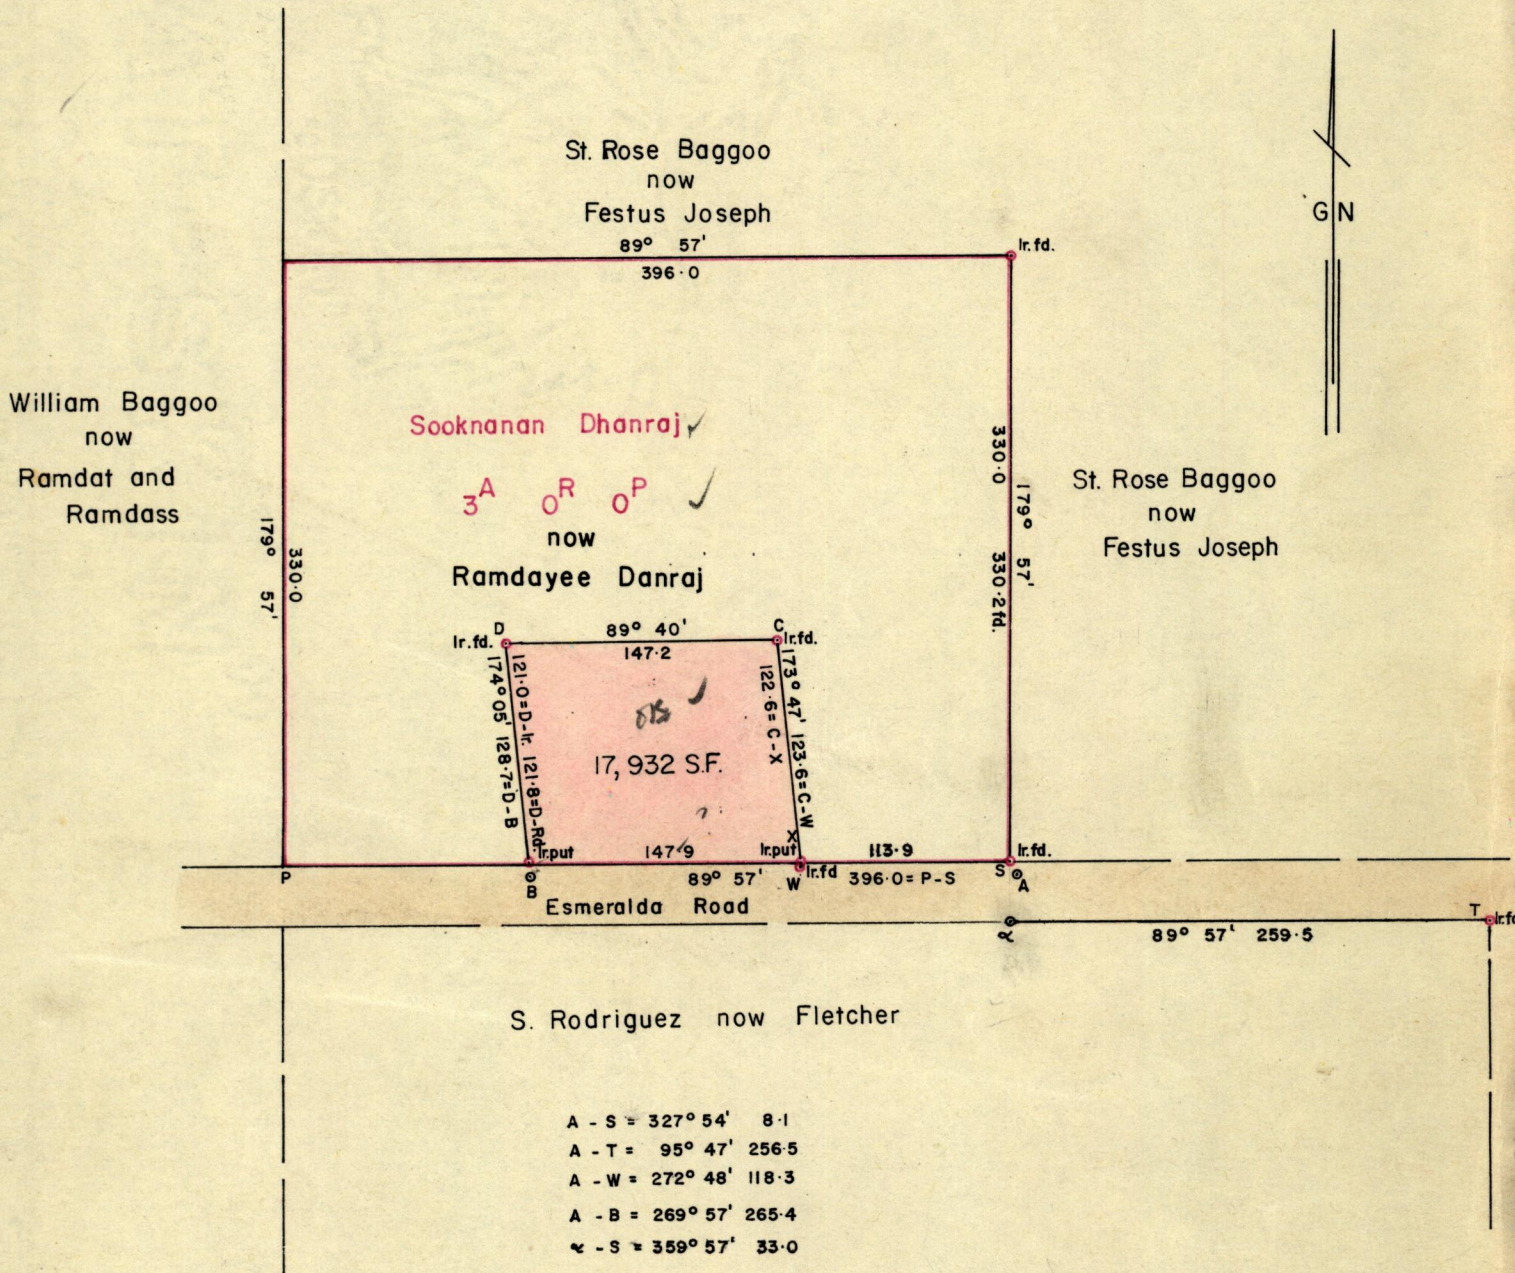 St. Rose Baggoo
now
Festus Joseph
89° 57'
396·0
Ir. fd.
G N
William Baggoo
now
Ramdat and
Ramdass
179° 57'
330·0
Sooknanan Dhanraj
3A 0R 0P
now
Ramdayee Danraj
330·0
330·2fd.
179° 57'
St. Rose Baggoo
now
Festus Joseph
D
Ir. fd.
89° 40'
147·2
C
Ir. fd.
174° 05' 128·7=D-B
121·0=D-Ir. 121·8=D-Rd
122·6=C-X
173° 47' 123·6=C-W
17,932 S.F.
X
Ir.put
147·9
Ir.put
113·9
Ir. fd.
P
B
89° 57'
W
Ir.fd
396·0=P-S
S
A
Esmeralda Road
∝
89° 57' 259·5
T
Ir.fd
S. Rodriguez now Fletcher
A - S = 327° 54' 8·1
A - T = 95° 47' 256·5
A - W = 272° 48' 118·3
A - B = 269° 57' 265·4
∝ - S = 359° 57' 33·0